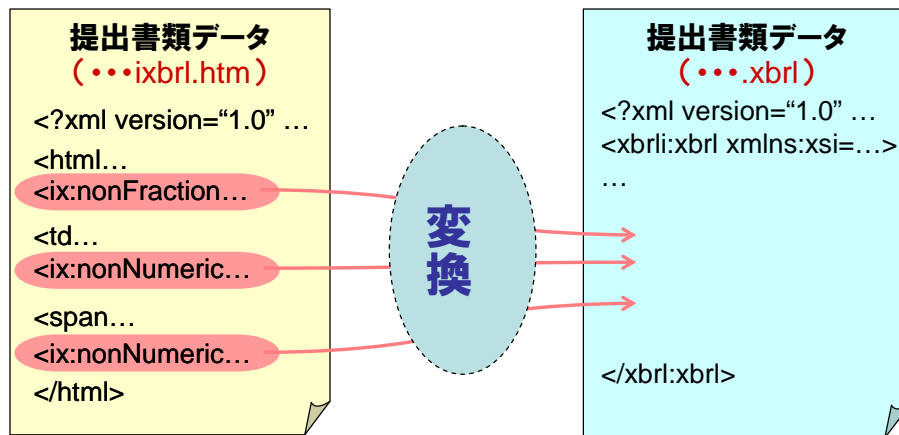 提出書類データ
(・・・ixbrl.htm)
<?xml version=“1.0” …
<html…
<ix:nonFraction…
<td…
<ix:nonNumeric…
<span…
<ix:nonNumeric…
</html>
変
換
提出書類データ
(・・・.xbrl)
<?xml version=“1.0” …
<xbrli:xbrl xmlns:xsi=…>
…
</xbrl:xbrl>